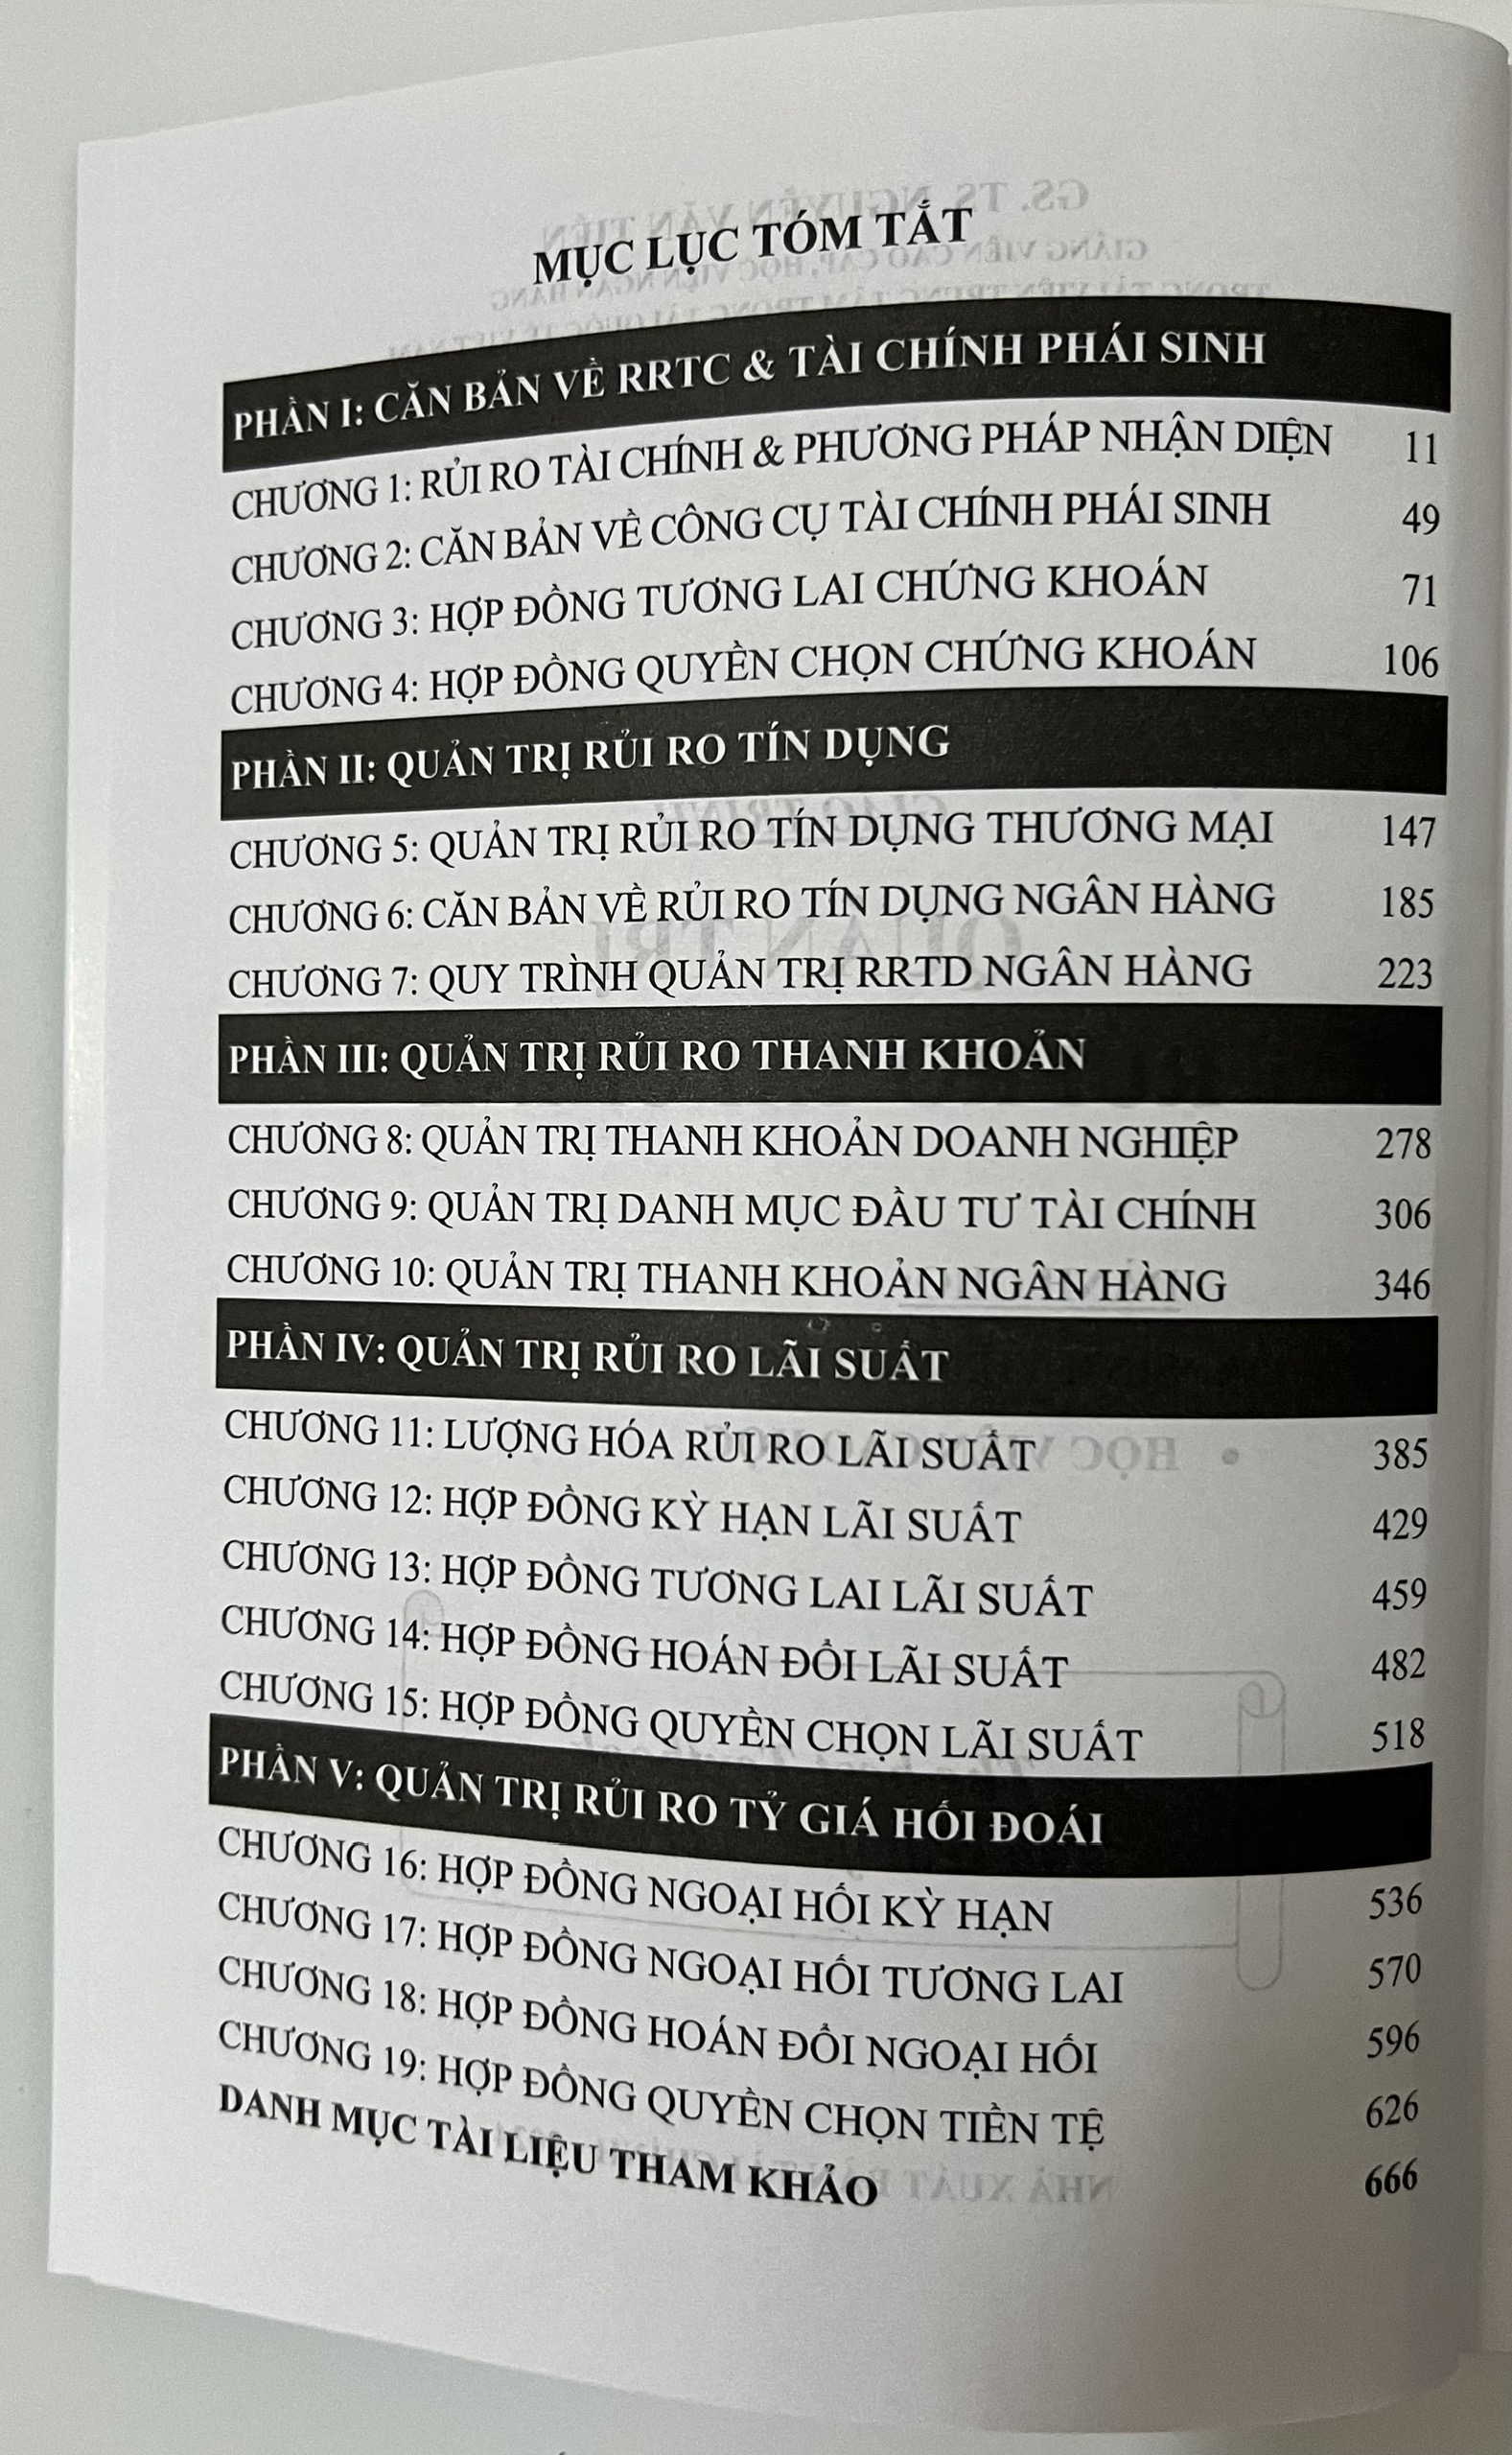 MỤC LỤC TÓM TẮT
PHẦN I: CĂN BẢN VỀ RRTC & TÀI CHÍNH PHÁI SINH
CHƯƠNG 1: RỦI RO TÀI CHÍNH & PHƯƠNG PHÁP NHẬN DIỆN 11
CHƯƠNG 2: CĂN BẢN VỀ CÔNG CỤ TÀI CHÍNH PHÁI SINH 49
CHƯƠNG 3: HỢP ĐỒNG TƯƠNG LAI CHỨNG KHOÁN 71
CHƯƠNG 4: HỢP ĐỒNG QUYỀN CHỌN CHỨNG KHOÁN 106
PHẦN II: QUẢN TRỊ RỦI RO TÍN DỤNG
CHƯƠNG 5: QUẢN TRỊ RỦI RO TÍN DỤNG THƯƠNG MẠI 147
CHƯƠNG 6: CĂN BẢN VỀ RỦI RO TÍN DỤNG NGÂN HÀNG 185
CHƯƠNG 7: QUY TRÌNH QUẢN TRỊ RRTD NGÂN HÀNG 223
PHẦN III: QUẢN TRỊ RỦI RO THANH KHOẢN
CHƯƠNG 8: QUẢN TRỊ THANH KHOẢN DOANH NGHIỆP 278
CHƯƠNG 9: QUẢN TRỊ DANH MỤC ĐẦU TƯ TÀI CHÍNH 306
CHƯƠNG 10: QUẢN TRỊ THANH KHOẢN NGÂN HÀNG 346
PHẦN IV: QUẢN TRỊ RỦI RO LÃI SUẤT
CHƯƠNG 11: LƯỢNG HÓA RỦI RO LÃI SUẤT 385
CHƯƠNG 12: HỢP ĐỒNG KỲ HẠN LÃI SUẤT 429
CHƯƠNG 13: HỢP ĐỒNG TƯƠNG LAI LÃI SUẤT 459
CHƯƠNG 14: HỢP ĐỒNG HOÁN ĐỔI LÃI SUẤT 482
CHƯƠNG 15: HỢP ĐỒNG QUYỀN CHỌN LÃI SUẤT 518
PHẦN V: QUẢN TRỊ RỦI RO TỶ GIÁ HỐI ĐOÁI
CHƯƠNG 16: HỢP ĐỒNG NGOẠI HỐI KỲ HẠN 536
CHƯƠNG 17: HỢP ĐỒNG NGOẠI HỐI TƯƠNG LAI 570
CHƯƠNG 18: HỢP ĐỒNG HOÁN ĐỔI NGOẠI HỐI 596
CHƯƠNG 19: HỢP ĐỒNG QUYỀN CHỌN TIỀN TỆ 626
DANH MỤC TÀI LIỆU THAM KHẢO 666